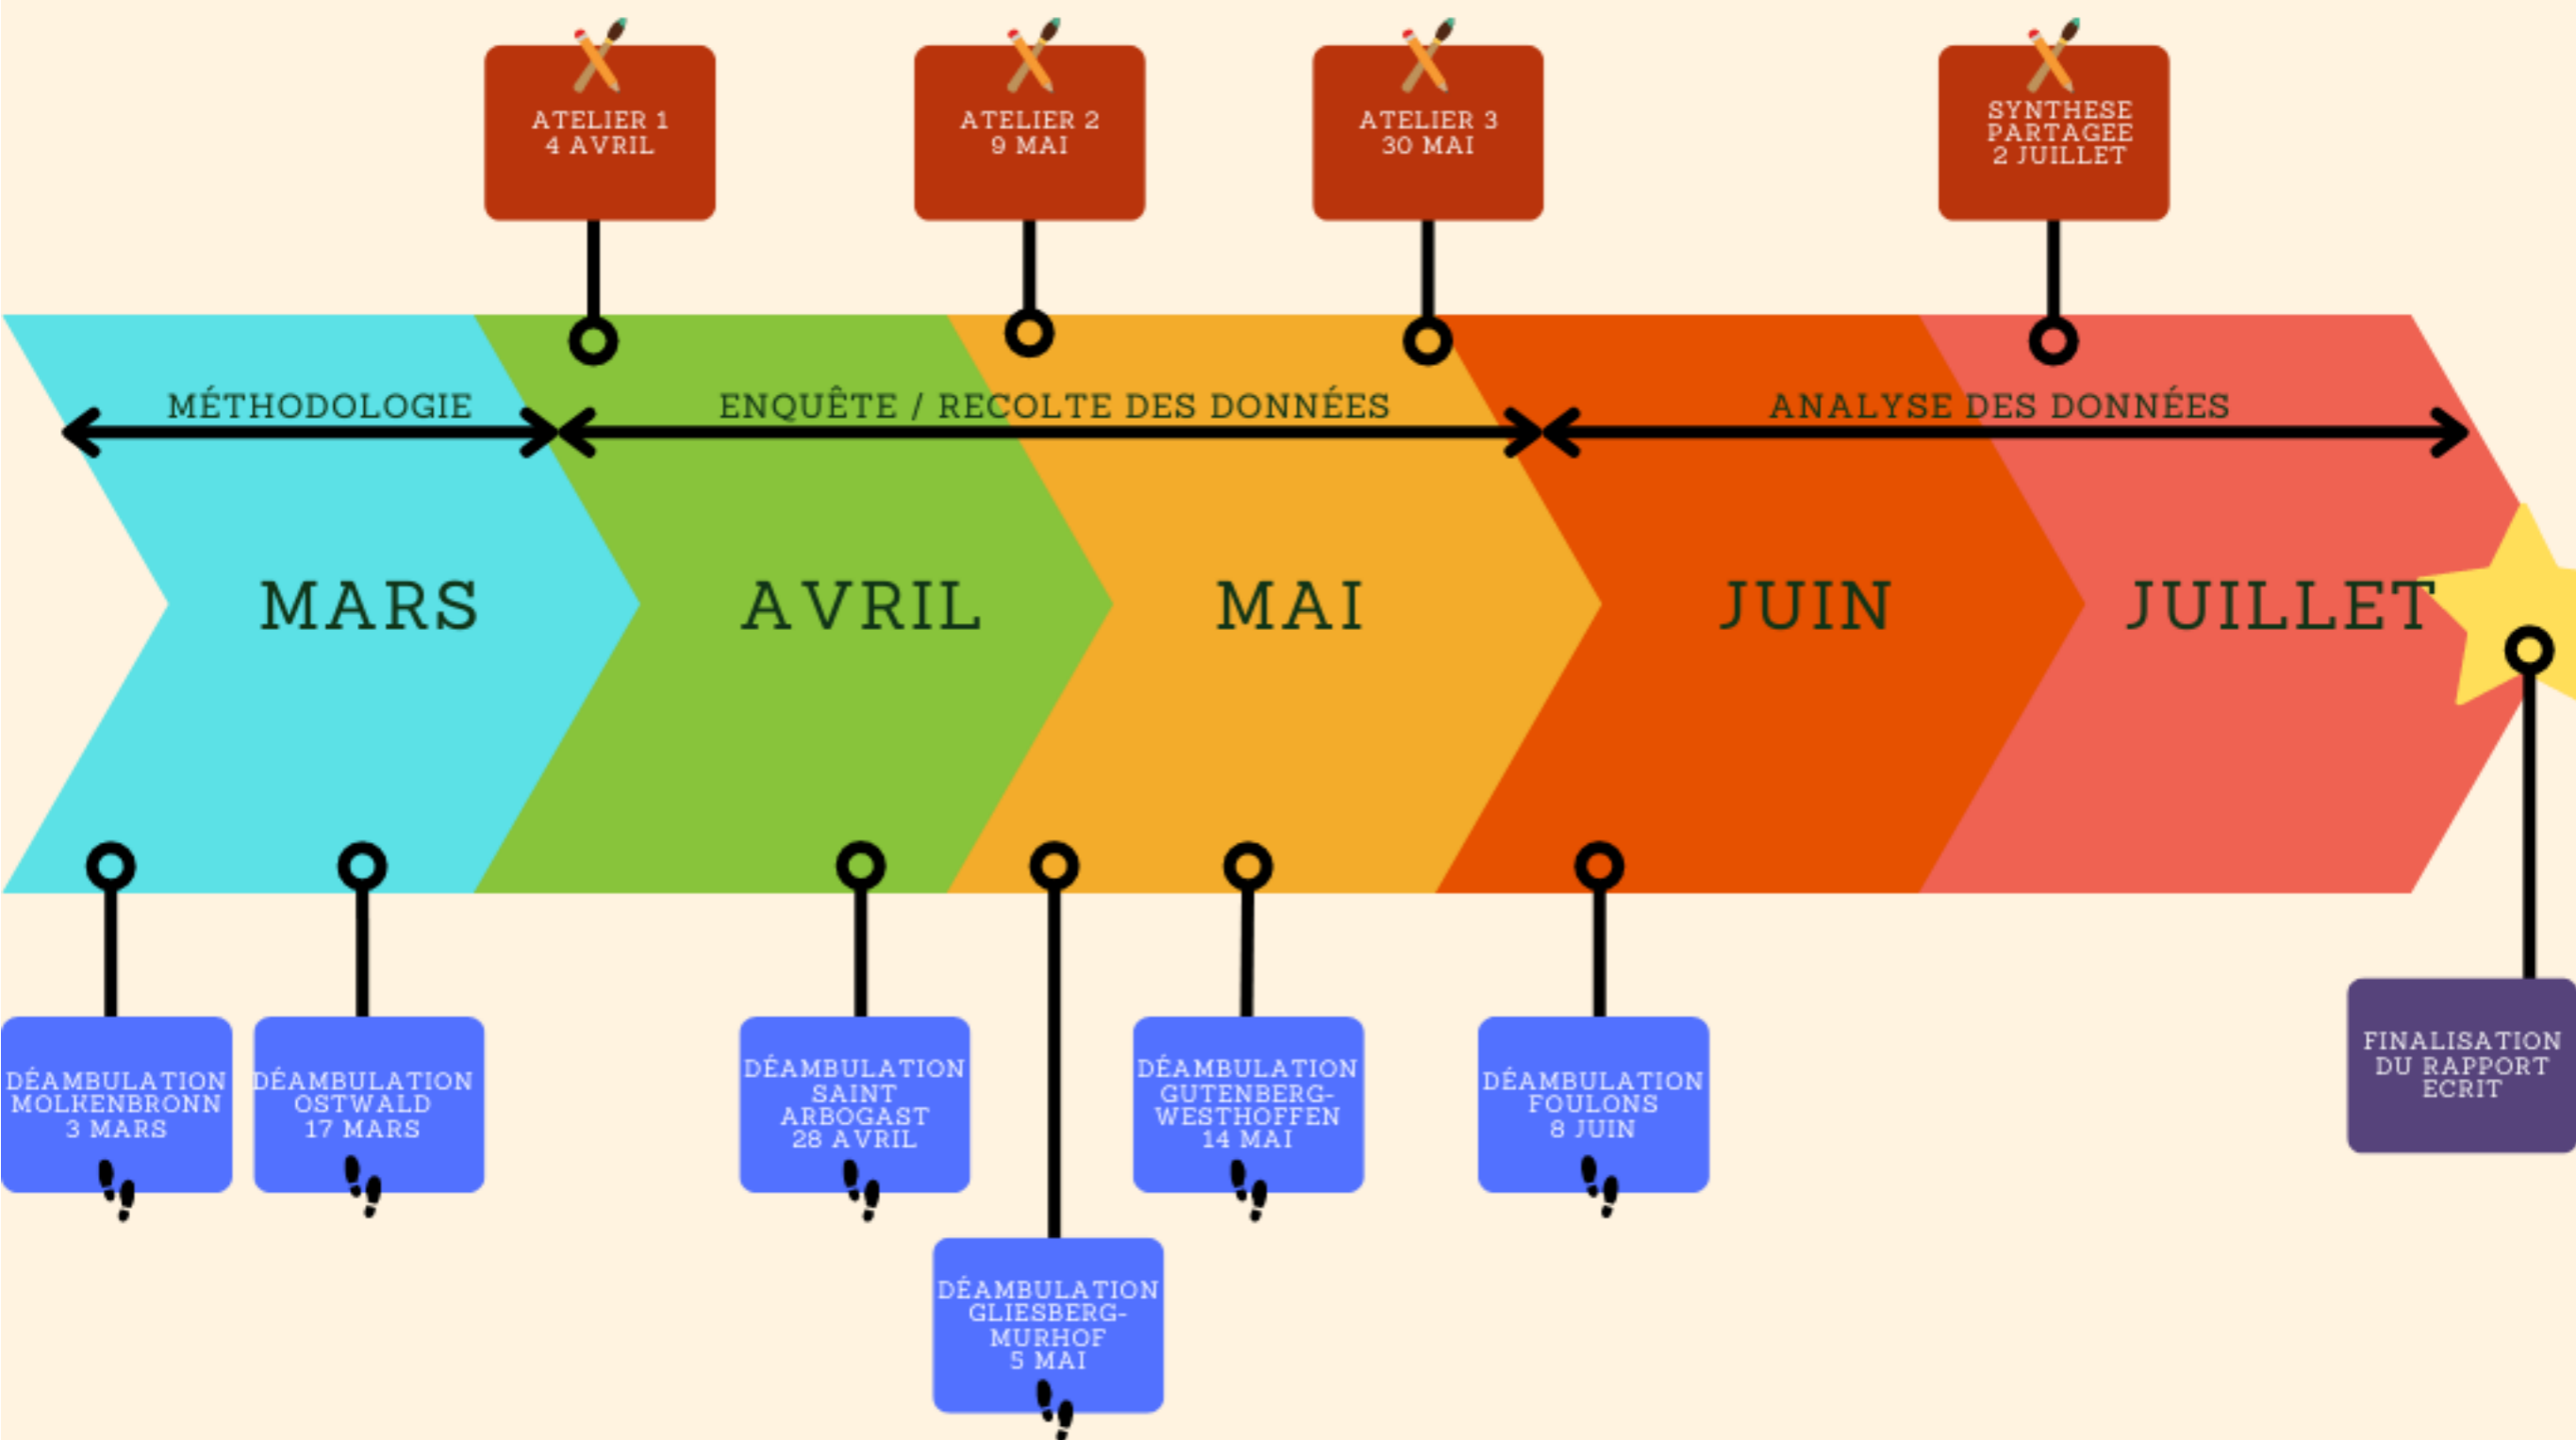 ATELIER 1
4 AVRIL
ATELIER 2
9 MAI
ATELIER 3
30 MAI
SYNTHESE
PARTAGEE
2 JUILLET
MÉTHODOLOGIE
ENQUÊTE / RECOLTE DES DONNÉES
ANALYSE DES DONNÉES
MARS
AVRIL
MAI
JUIN
JUILLET
DÉAMBULATION
MOLKENBRONN
3 MARS
DÉAMBULATION
OSTWALD
17 MARS
DÉAMBULATION
SAINT
ARBOGAST
28 AVRIL
DÉAMBULATION
GLIESBERG-
MURHOF
5 MAI
DÉAMBULATION
GUTENBERG-
WESTHOFFEN
14 MAI
DÉAMBULATION
FOULONS
8 JUIN
FINALISATION
DU RAPPORT
ECRIT